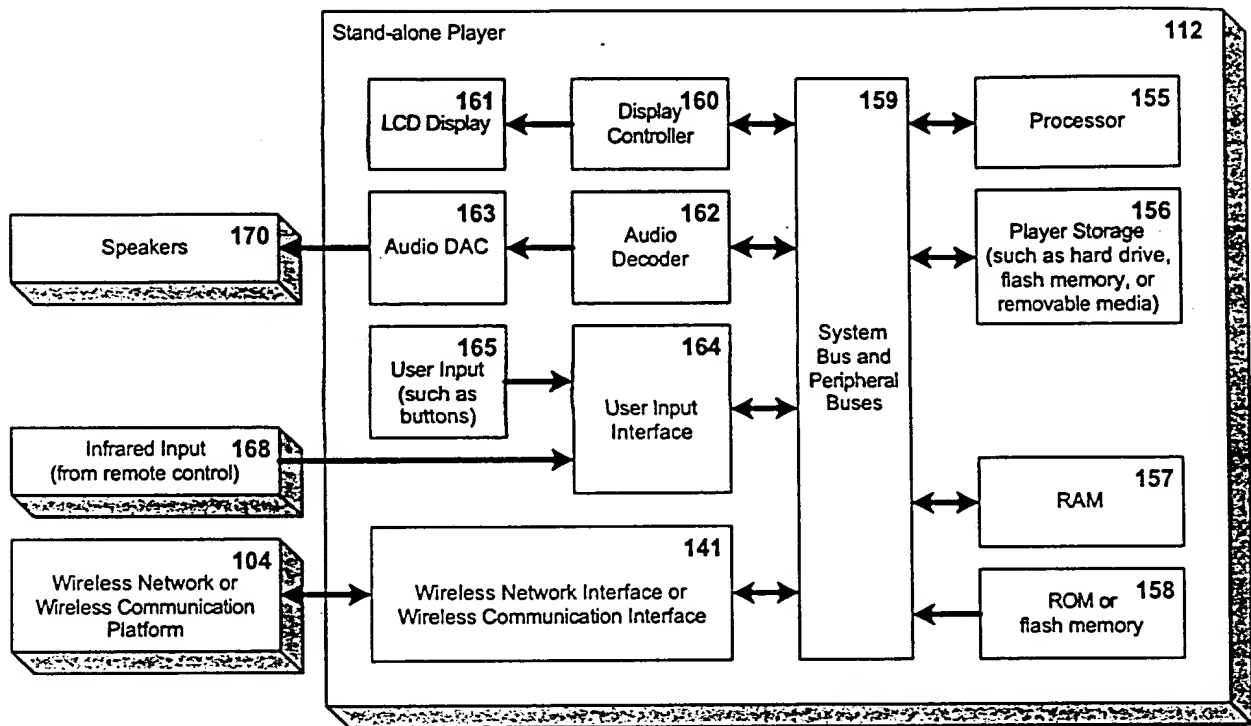 Stand-alone Player
112
161
LCD Display
160
Display
Controller
159
System
Bus and
Peripheral
Buses
155
Processor
170
Speakers
163
Audio DAC
162
Audio
Decoder
156
Player Storage
(such as hard drive,
flash memory, or
removable media)
165
User Input
(such as
buttons)
164
User Input
Interface
168
Infrared Input
(from remote control)
157
RAM
104
Wireless Network or
Wireless Communication
Platform
141
Wireless Network Interface or
Wireless Communication Interface
158
ROM or
flash memory